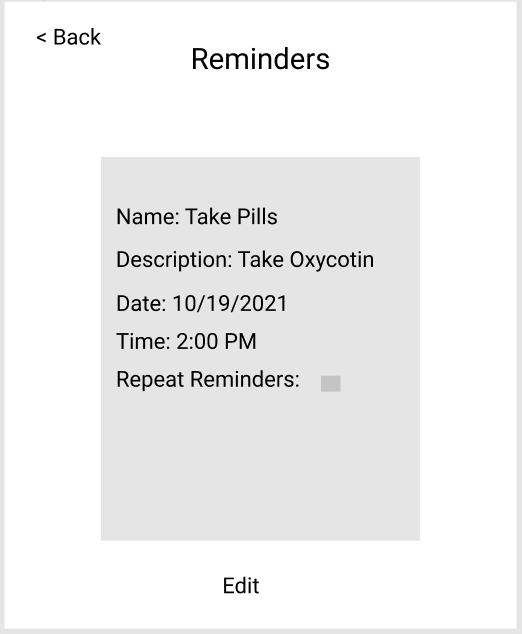 < Back
Reminders
Name: Take Pills
Description: Take Oxycotin
Date: 10/19/2021
Time: 2:00 PM
Repeat Reminders:
Edit